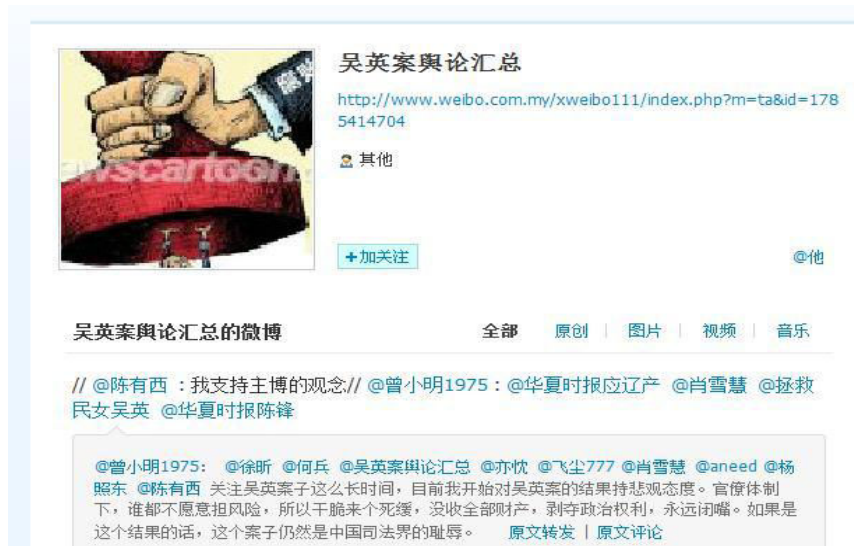 吴英案舆论汇总
http://www.weibo.com.my/xweibo111/index.php?m=ta&id=178
5414704
其他
awscartoon
+加关注
@他
吴英案舆论汇总的微博 全部 原创 | 图片 | 视频 | 音乐
// @陈有西 ：我支持主博的观念// @曾小明1975：@华夏时报应辽产 @肖雪慧 @拯救
民女吴英 @华夏时报陈锋
@曾小明1975： @徐昕 @何兵 @吴英案舆论汇总 @亦忱 @飞尘777 @肖雪慧 @aneed @杨
照东 @陈有西 关注吴英案子这么长时间，目前我开始对吴英案的结果持悲观态度。官僚体制
下，谁都不愿意担风险，所以干脆来个死缓，没收全部财产，剥夺政治权利，永远闭嘴。如果是
这个结果的话，这个案子仍然是中国司法界的耻辱。 原文转发 | 原文评论